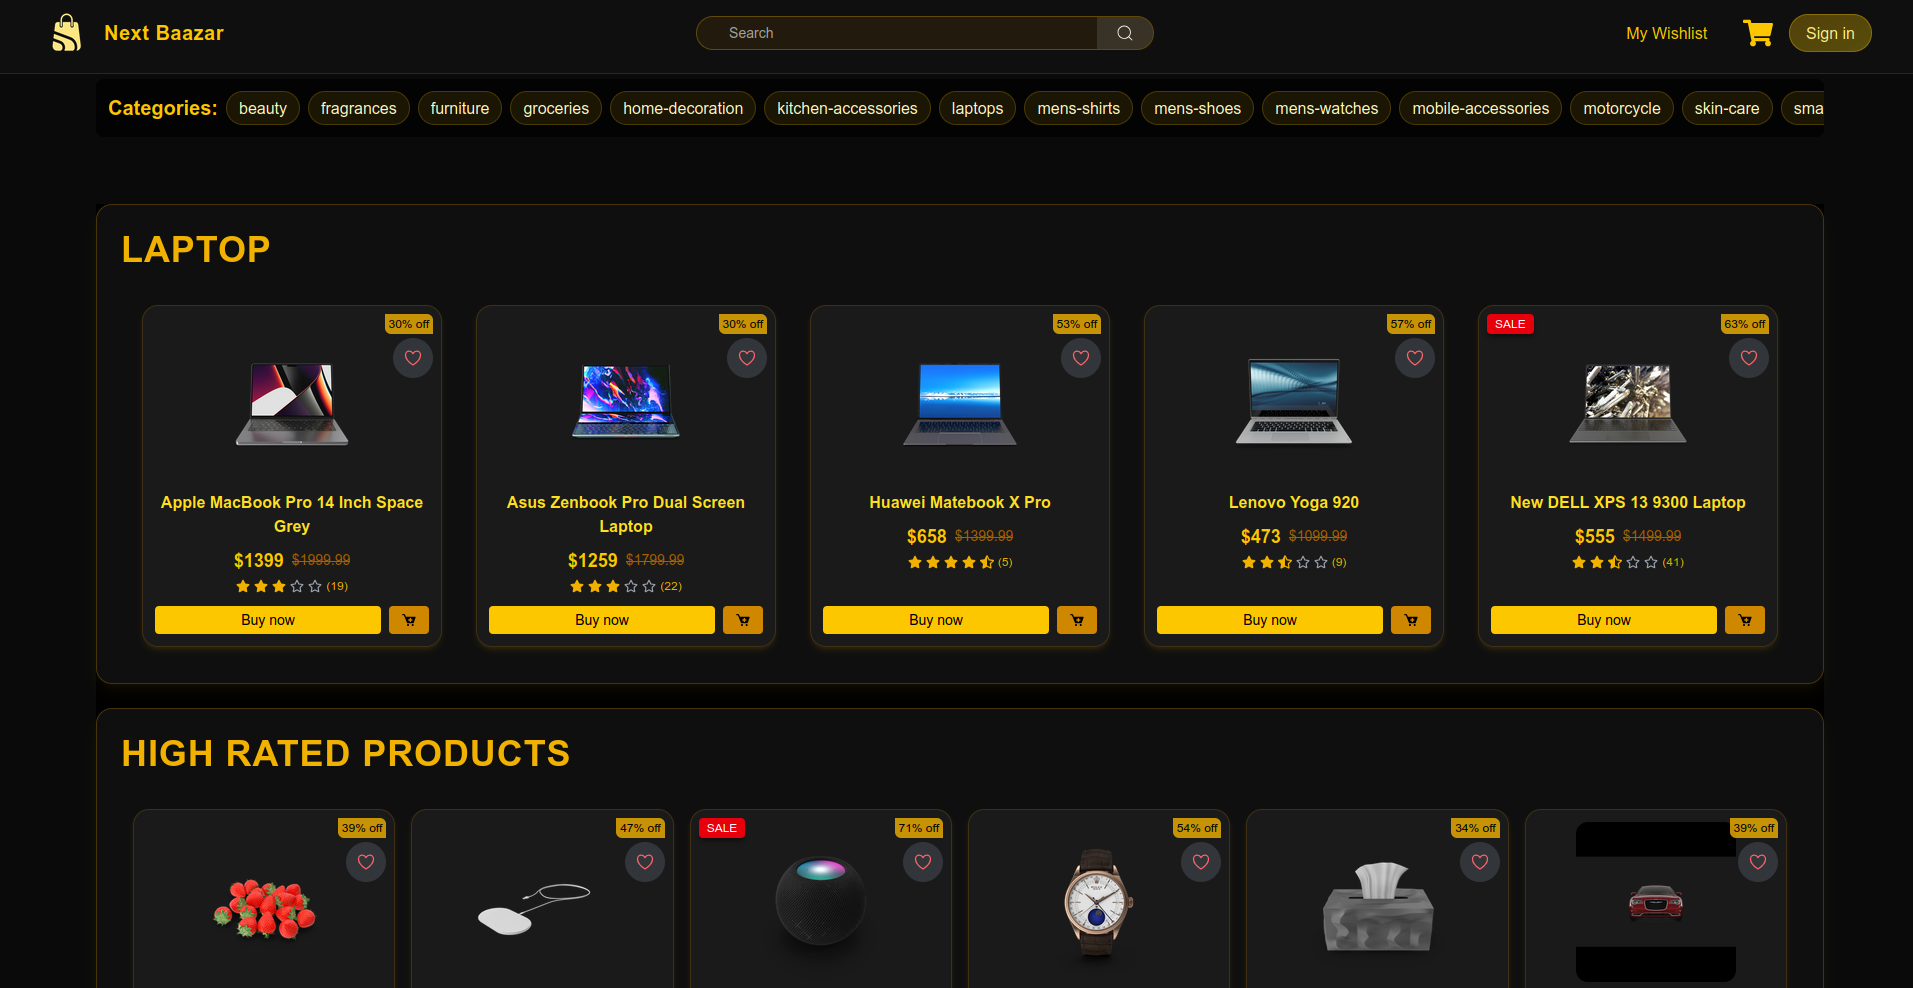 Next Baazar
Search
My Wishlist
Sign in
Categories:
beauty
fragrances
furniture
groceries
home-decoration
kitchen-accessories
laptops
mens-shirts
mens-shoes
mens-watches
mobile-accessories
motorcycle
skin-care
sma
LAPTOP
30% off
Apple MacBook Pro 14 Inch Space
Grey
$1399 $1999.99
(19)
Buy now
30% off
Asus Zenbook Pro Dual Screen
Laptop
$1259 $1799.99
(22)
Buy now
53% off
Huawei Matebook X Pro
$658 $1399.99
(5)
Buy now
57% off
Lenovo Yoga 920
$473 $1099.99
(9)
Buy now
SALE
63% off
New DELL XPS 13 9300 Laptop
$555 $1499.99
(41)
Buy now
HIGH RATED PRODUCTS
39% off
47% off
SALE
71% off
54% off
34% off
39% off